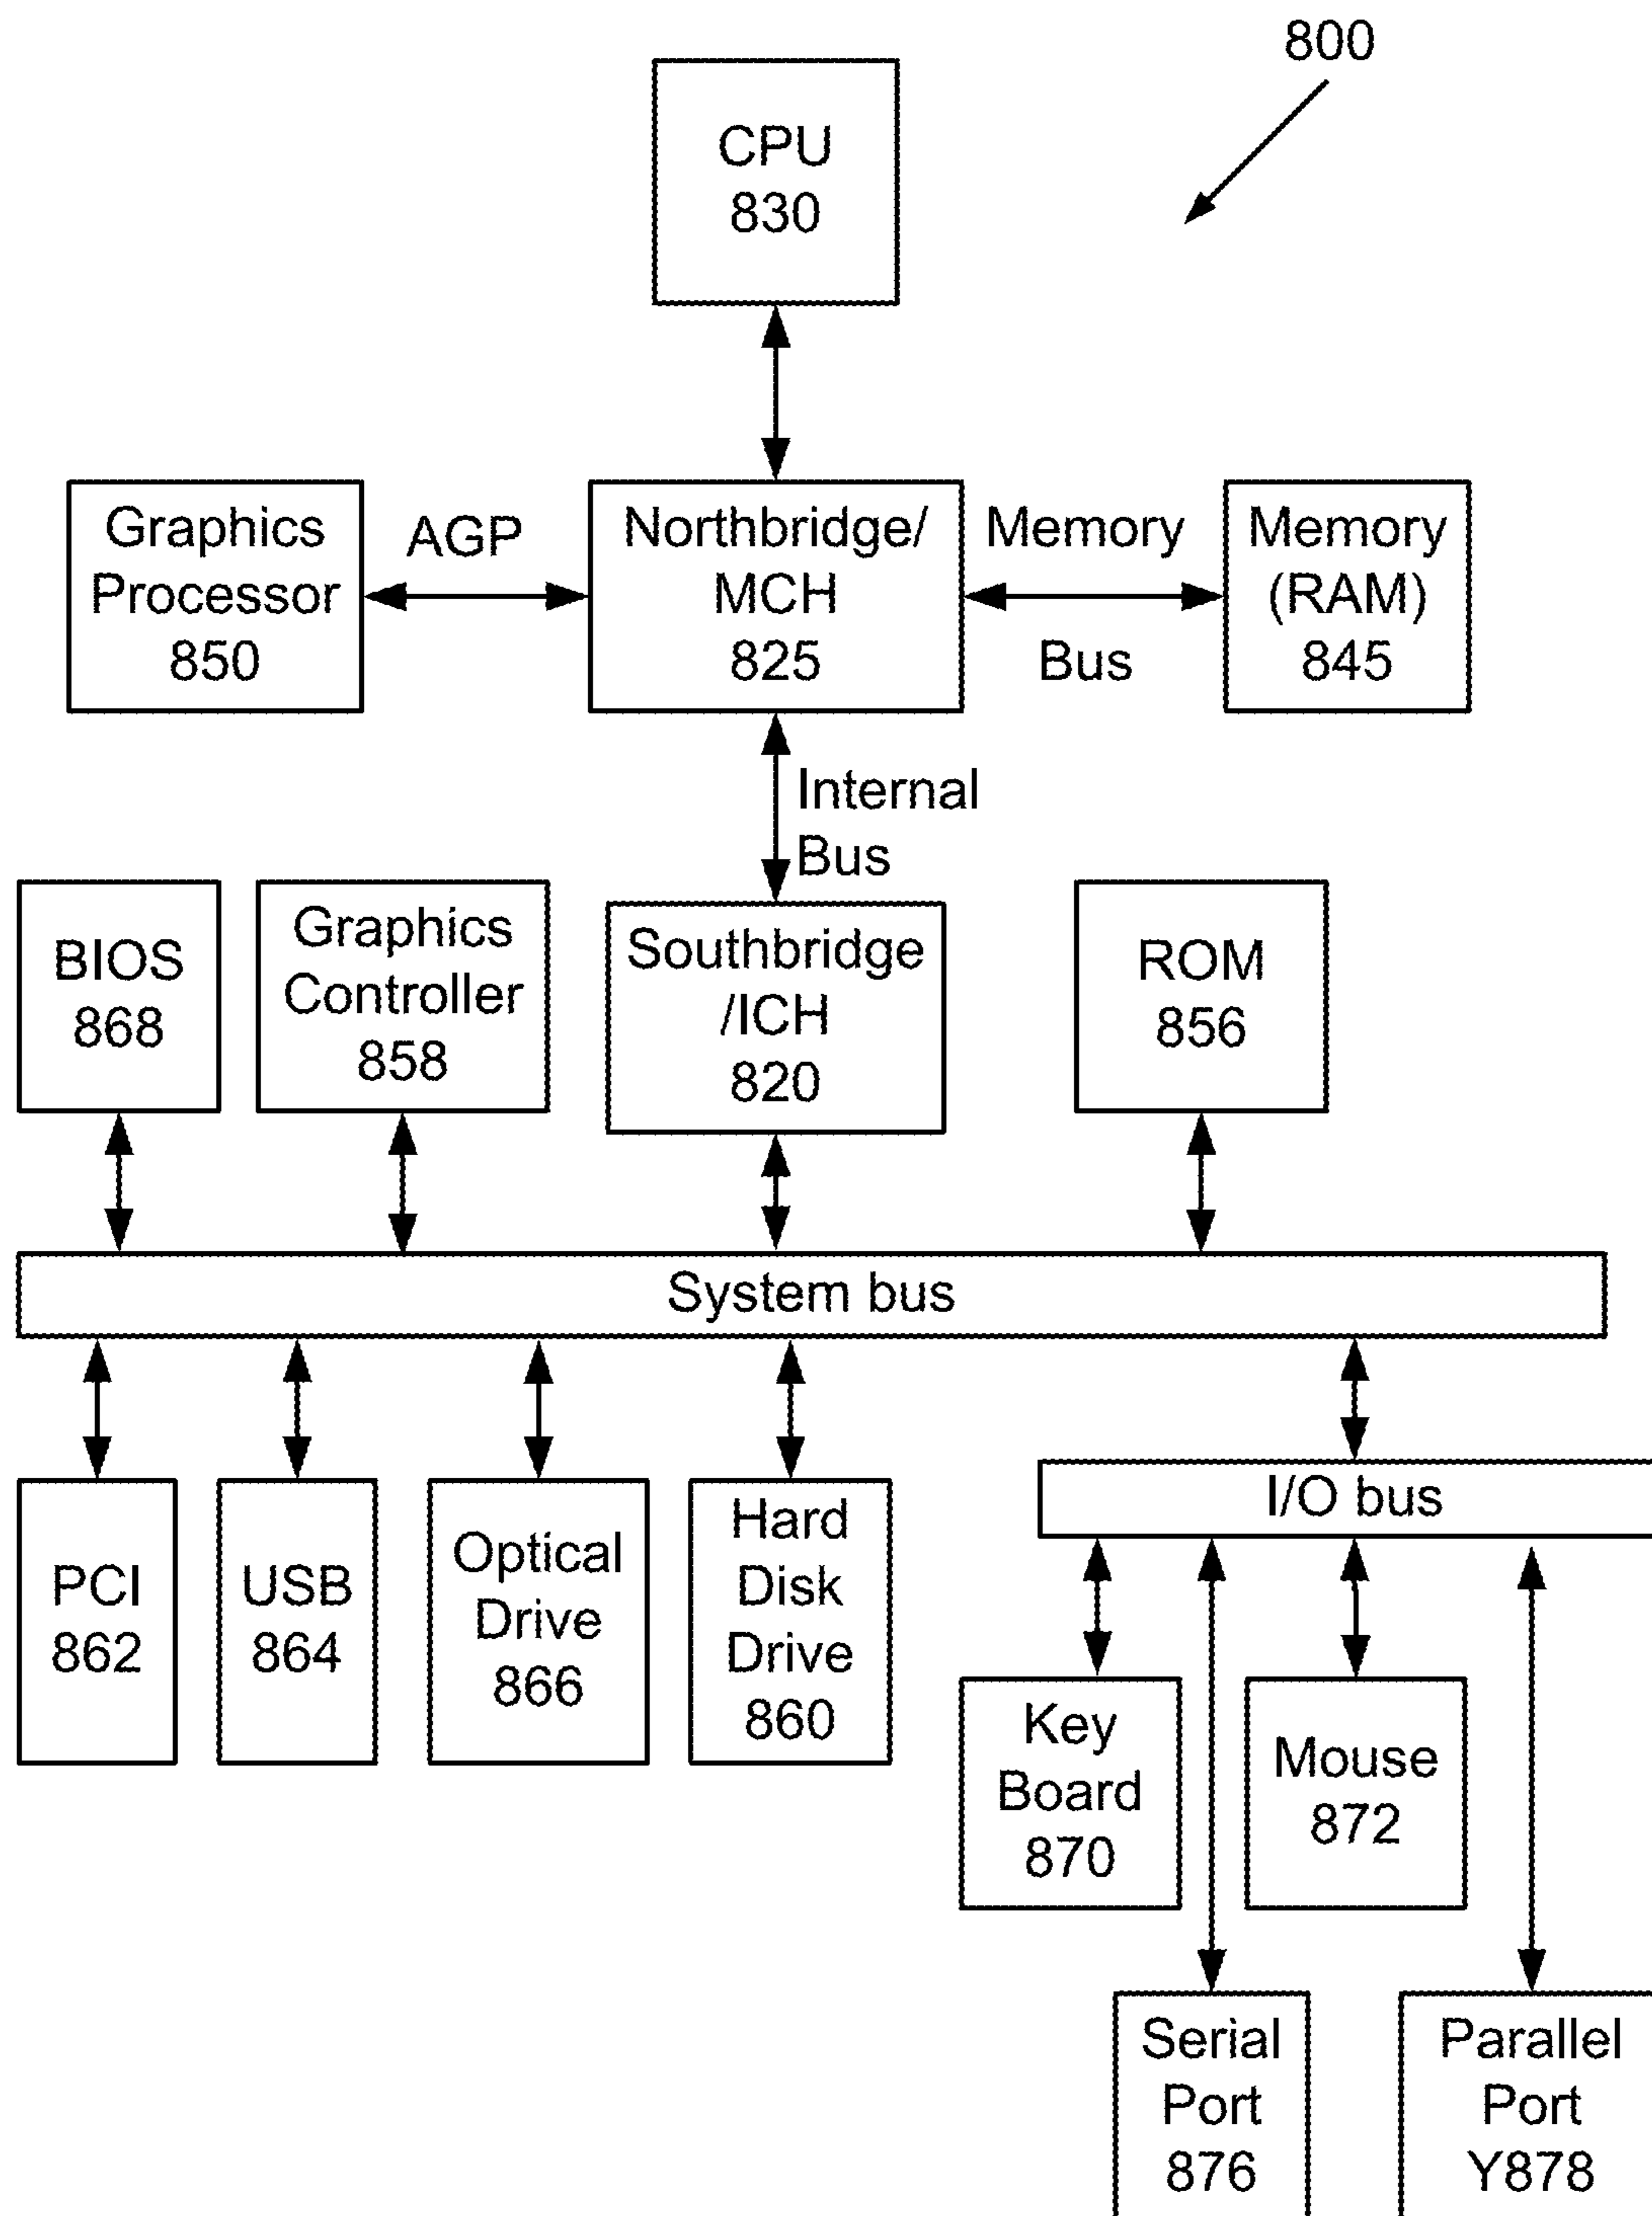 800
CPU
830
Graphics
Processor
850
AGP
Northbridge/
MCH
825
Memory
Bus
Memory
(RAM)
845
Internal
Bus
BIOS
868
Graphics
Controller
858
Southbridge
/ICH
820
ROM
856
System bus
PCI
862
USB
864
Optical
Drive
866
Hard
Disk
Drive
860
I/O bus
Key
Board
870
Mouse
872
Serial
Port
876
Parallel
Port
Y878